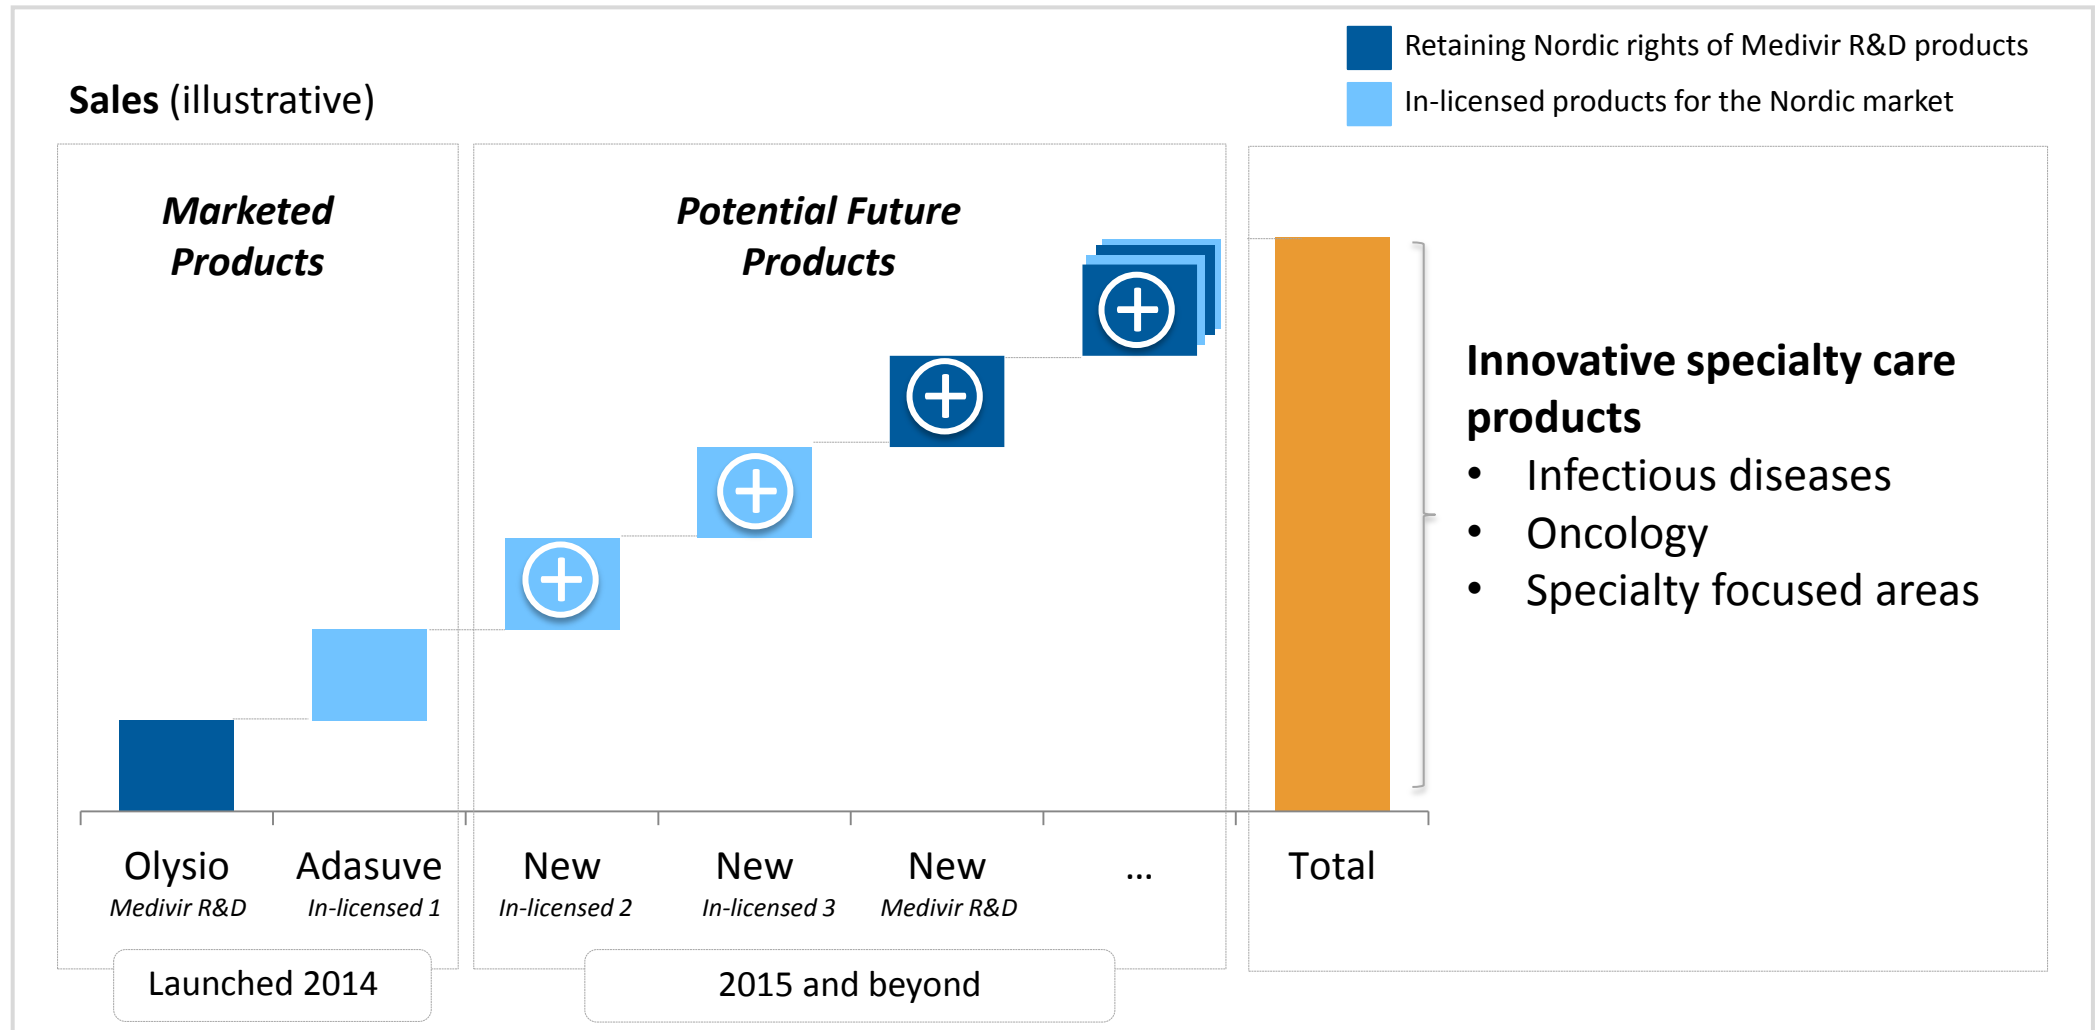 Retaining Nordic rights of Medivir R&D products
In-licensed products for the Nordic market
Sales (illustrative)
Marketed
Products
Potential Future
Products
Innovative specialty care
products
• Infectious diseases
• Oncology
• Specialty focused areas
Olysio
Medivir R&D
Adasuve
In-licensed 1
New
In-licensed 2
New
In-licensed 3
New
Medivir R&D
...
Total
Launched 2014
2015 and beyond